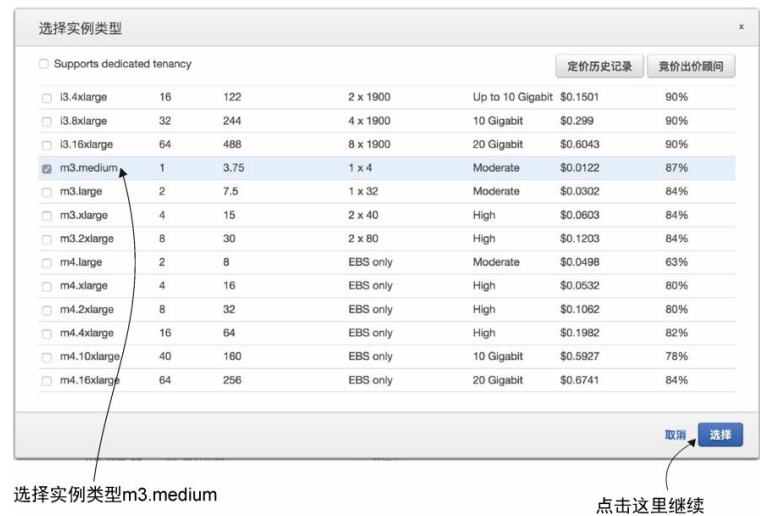 选择实例类型
x
Supports dedicated tenancy
定价历史记录 竞价出价顾问
i3.4xlarge 16 122 2 x 1900 Up to 10 Gigabit $0.1501 90%
i3.8xlarge 32 244 4 x 1900 10 Gigabit $0.299 90%
i3.16xlarge 64 488 8 x 1900 20 Gigabit $0.6043 90%
m3.medium 1 3.75 1 x 4 Moderate $0.0122 87%
m3.large 2 7.5 1 x 32 Moderate $0.0302 84%
m3.xlarge 4 15 2 x 40 High $0.0603 84%
m3.2xlarge 8 30 2 x 80 High $0.1203 84%
m4.large 2 8 EBS only Moderate $0.0498 63%
m4.xlarge 4 16 EBS only High $0.0532 80%
m4.2xlarge 8 32 EBS only High $0.1062 80%
m4.4xlarge 16 64 EBS only High $0.1982 82%
m4.10xlarge 40 160 EBS only 10 Gigabit $0.5927 78%
m4.16xlarge 64 256 EBS only 20 Gigabit $0.6741 84%
取消 选择
选择实例类型m3.medium
点击这里继续